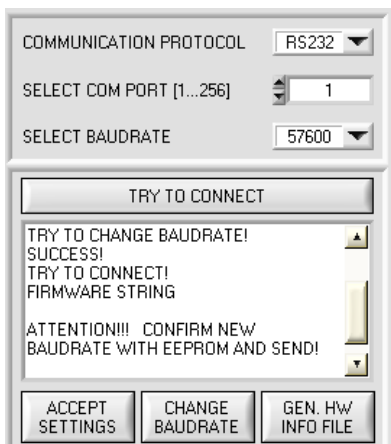 COMMUNICATION PROTOCOL RS232
SELECT COM PORT [1...256] 1
SELECT BAUDRATE 57600
TRY TO CONNECT
TRY TO CHANGE BAUDRATE!
SUCCESS!
TRY TO CONNECT!
FIRMWARE STRING
ATTENTION!!! CONFIRM NEW
BAUDRATE WITH EEPROM AND SEND!
ACCEPT
SETTINGS
CHANGE
BAUDRATE
GEN. HW
INFO FILE